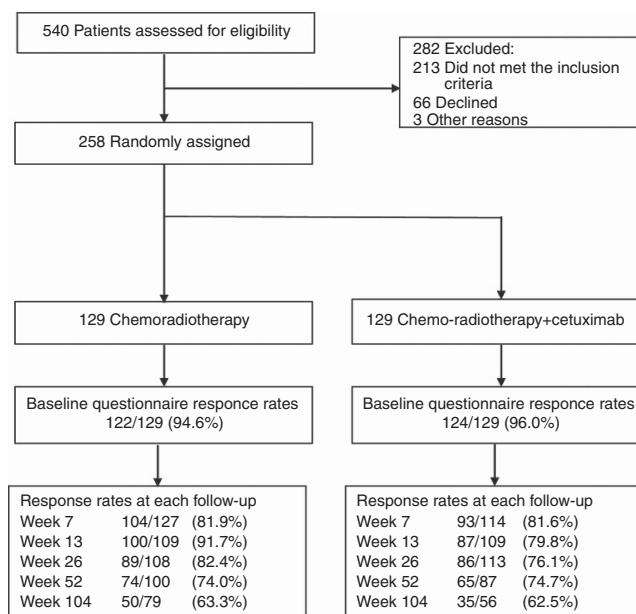 540 Patients assessed for eligibility
282 Excluded:
213 Did not met the inclusion
criteria
66 Declined
3 Other reasons
258 Randomly assigned
129 Chemoradiotherapy
129 Chemo-radiotherapy+cetuximab
Baseline questionnaire responce rates
122/129 (94.6%)
Baseline questionnaire responce rates
124/129 (96.0%)
Response rates at each follow-up
Week 7 104/127 (81.9%)
Week 13 100/109 (91.7%)
Week 26 89/108 (82.4%)
Week 52 74/100 (74.0%)
Week 104 50/79 (63.3%)
Response rates at each follow-up
Week 7 93/114 (81.6%)
Week 13 87/109 (79.8%)
Week 26 86/113 (76.1%)
Week 52 65/87 (74.7%)
Week 104 35/56 (62.5%)